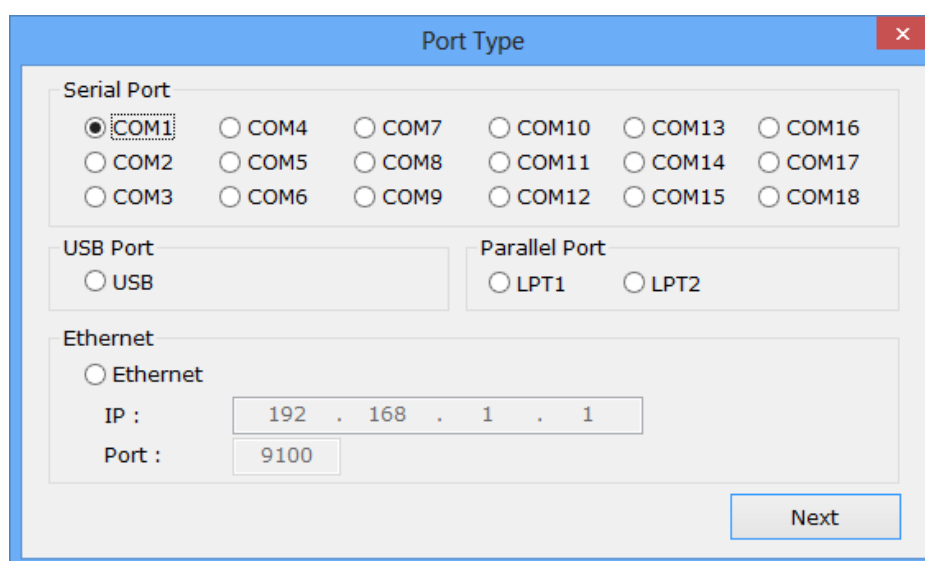 Port Type
Serial Port
COM1 COM4 COM7 COM10 COM13 COM16
COM2 COM5 COM8 COM11 COM14 COM17
COM3 COM6 COM9 COM12 COM15 COM18
USB Port Parallel Port
USB LPT1 LPT2
Ethernet
Ethernet
IP : 192 . 168 . 1 . 1
Port : 9100
Next